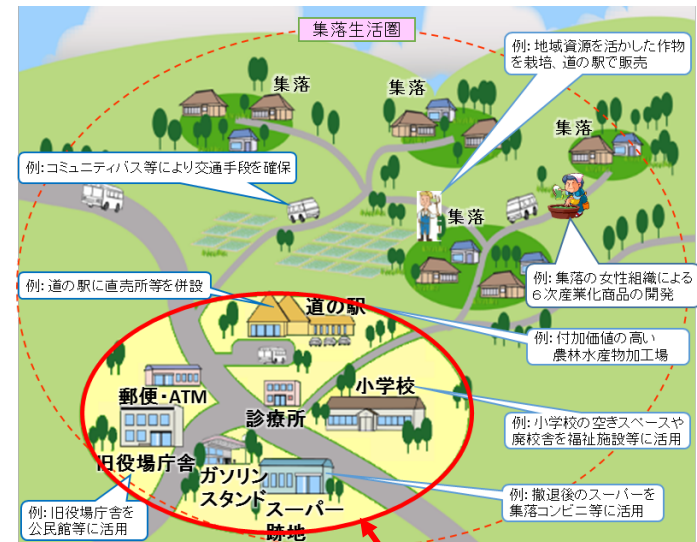 集落生活圏
例：地域資源を活かした作物
を栽培、道の駅で販売
集落
集落
集落
例：コミュニティバス等により交通手段を確保
集落
例：集落の女性組織による
６次産業化商品の開発
例：道の駅に直売所等を併設
道の駅
例：付加価値の高い
農林水産物加工場
郵便・ATM
診療所
小学校
例：小学校の空きスペースや
廃校舎を福祉施設等に活用
旧役場庁舎
ガソリン
スタンド
スーパー
跡地
例：撤退後のスーパーを
集落コンビニ等に活用
例：旧役場庁舎を
公民館等に活用